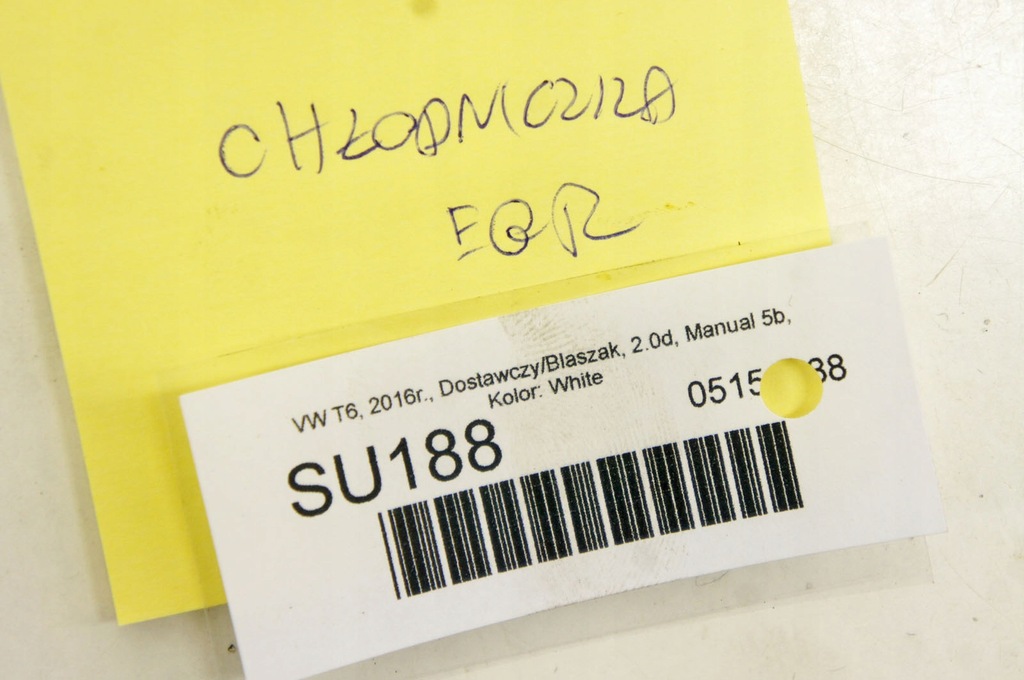 CHŁODNICZKA
EGR
VW T6, 2016r., Dostawczy/Blaszak, 2.0d, Manual 5b,
Kolor: White
SU188